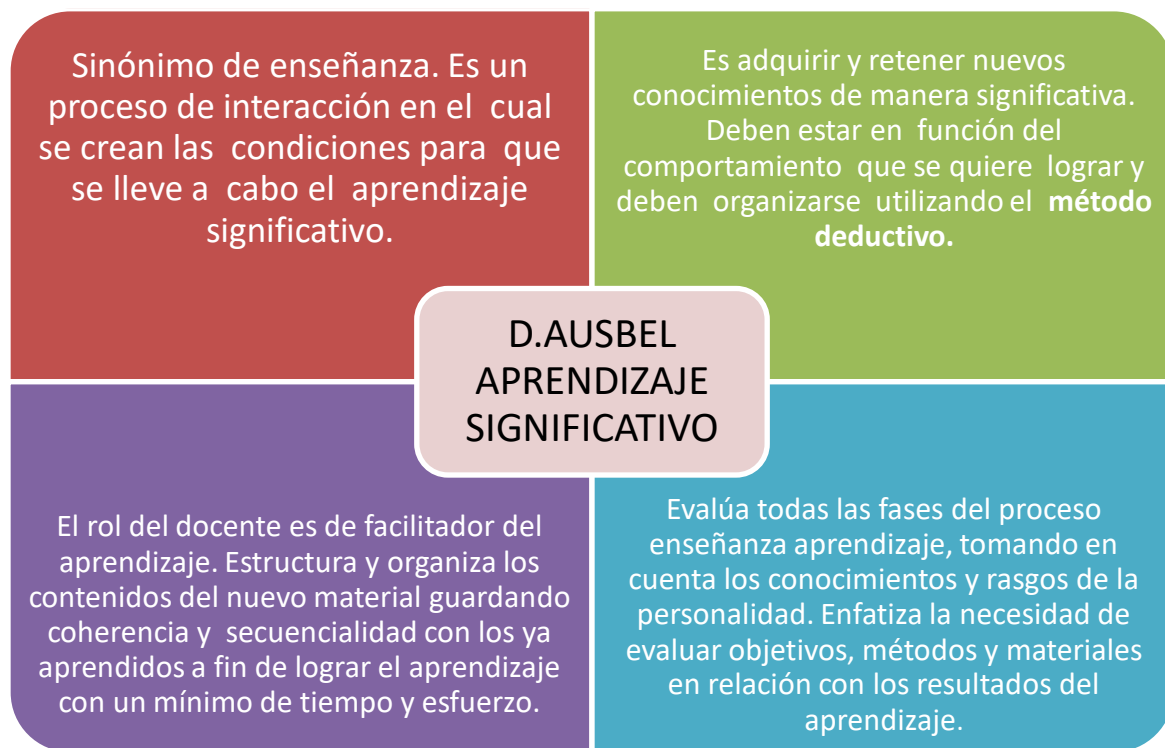 Sinónimo de enseñanza. Es un
proceso de interacción en el cual
se crean las condiciones para que
se lleve a cabo el aprendizaje
significativo.
Es adquirir y retener nuevos
conocimientos de manera significativa.
Deben estar en función del
comportamiento que se quiere lograr y
deben organizarse utilizando el método
deductivo.
D.AUSBEL
APRENDIZAJE
SIGNIFICATIVO
El rol del docente es de facilitador del
aprendizaje. Estructura y organiza los
contenidos del nuevo material guardando
coherencia y secuencialidad con los ya
aprendidos a fin de lograr el aprendizaje
con un mínimo de tiempo y esfuerzo.
Evalúa todas las fases del proceso
enseñanza aprendizaje, tomando en
cuenta los conocimientos y rasgos de la
personalidad. Enfatiza la necesidad de
evaluar objetivos, métodos y materiales
en relación con los resultados del
aprendizaje.